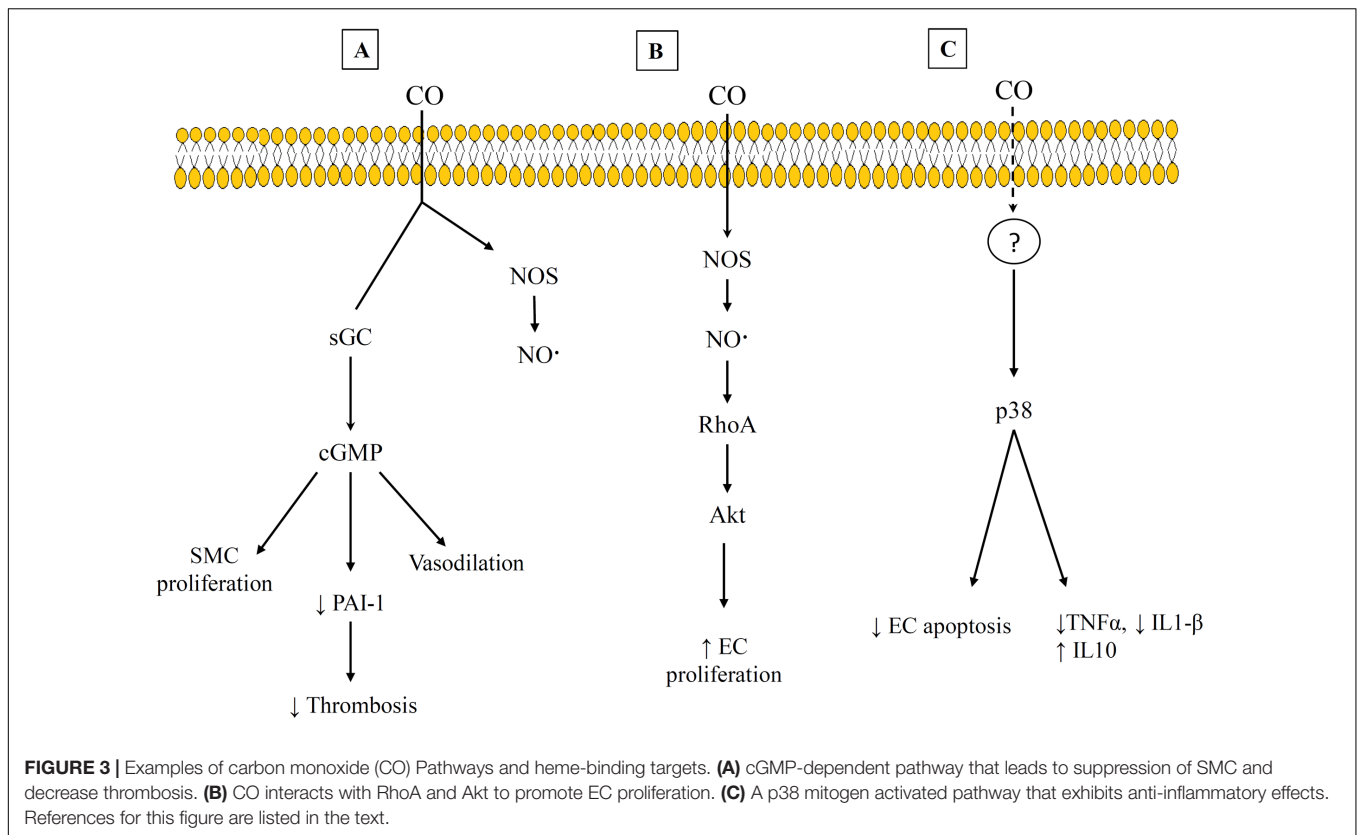 A
B
C
CO
CO
CO
NOS
NO·
sGC
cGMP
SMC
proliferation
↓ PAI-1
Vasodilation
↓ Thrombosis
NOS
NO·
RhoA
Akt
↑ EC
proliferation
?
p38
↓ EC apoptosis
↓TNFα, ↓ IL1-β
↑ IL10
FIGURE 3 | Examples of carbon monoxide (CO) Pathways and heme-binding targets. (A) cGMP-dependent pathway that leads to suppression of SMC and
decrease thrombosis. (B) CO interacts with RhoA and Akt to promote EC proliferation. (C) A p38 mitogen activated pathway that exhibits anti-inflammatory effects.
References for this figure are listed in the text.